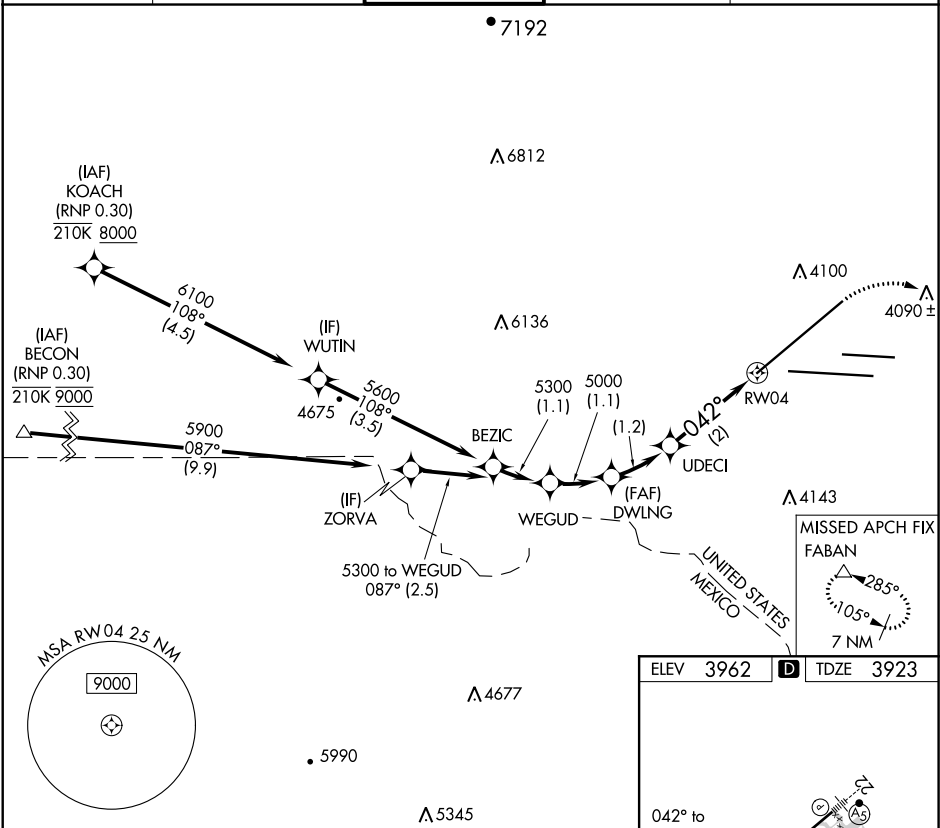 7192
6812
(IAF)
KOACH
(RNP 0.30)
210K 8000
6100
108°
(4.5)
4100
4090 ±
6136
(IF)
WUTIN
(IAF)
BECON
(RNP 0.30)
210K 9000
4675
5600
108°
(3.5)
5300
(1.1)
5000
(1.1)
RW04
042°
(2)
(1.2)
BEZIC
5900
087°
(9.9)
UDECI
(IF)
ZORVA
WEGUD
(FAF)
DWLNG
4143
5300 to WEGUD
087° (2.5)
UNITED STATES
MEXICO
MISSED APCH FIX
FABAN
285°
105°
7 NM
MSA RW04 25 NM
9000
ELEV 3962 D TDZE 3923
4677
5990
5345
042° to
22
P
A5